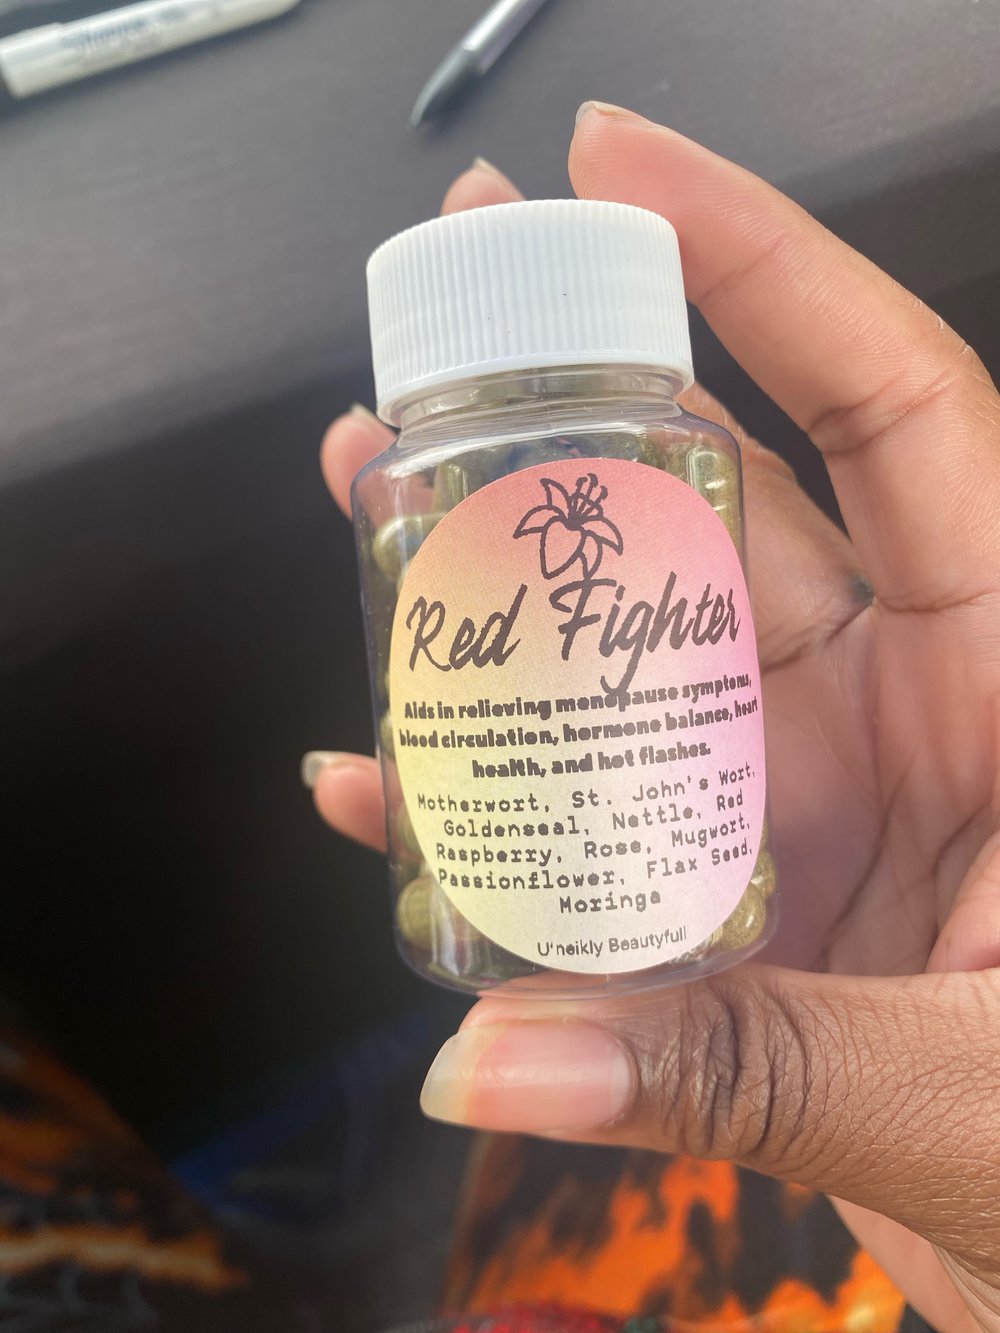 Red Fighter
Aids in relieving menopause symptoms,
blood circulation, hormone balance, heart
health, and hot flashes.
Motherwort, St. John's Wort,
Goldenseal, Nettle, Red
Raspberry, Rose, Mugwort,
Passionflower, Flax Seed,
Moringa
U'neikly Beautyfull